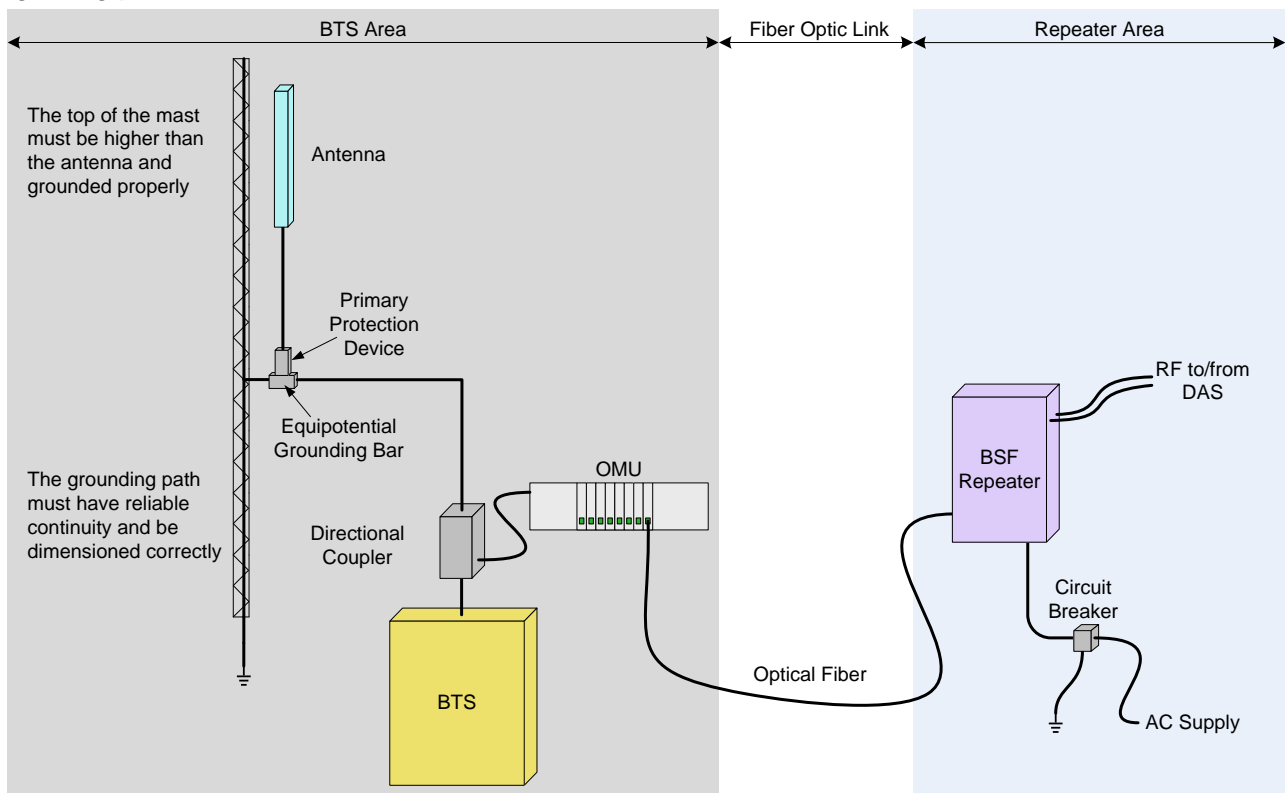 BTS Area
Fiber Optic Link
Repeater Area
The top of the mast
must be higher than
the antenna and
grounded properly
Antenna
Primary
Protection
Device
Equipotential
Grounding Bar
The grounding path
must have reliable
continuity and be
dimensioned correctly
Directional
Coupler
OMU
BTS
Optical Fiber
RF to/from
DAS
BSF
Repeater
Circuit
Breaker
AC Supply